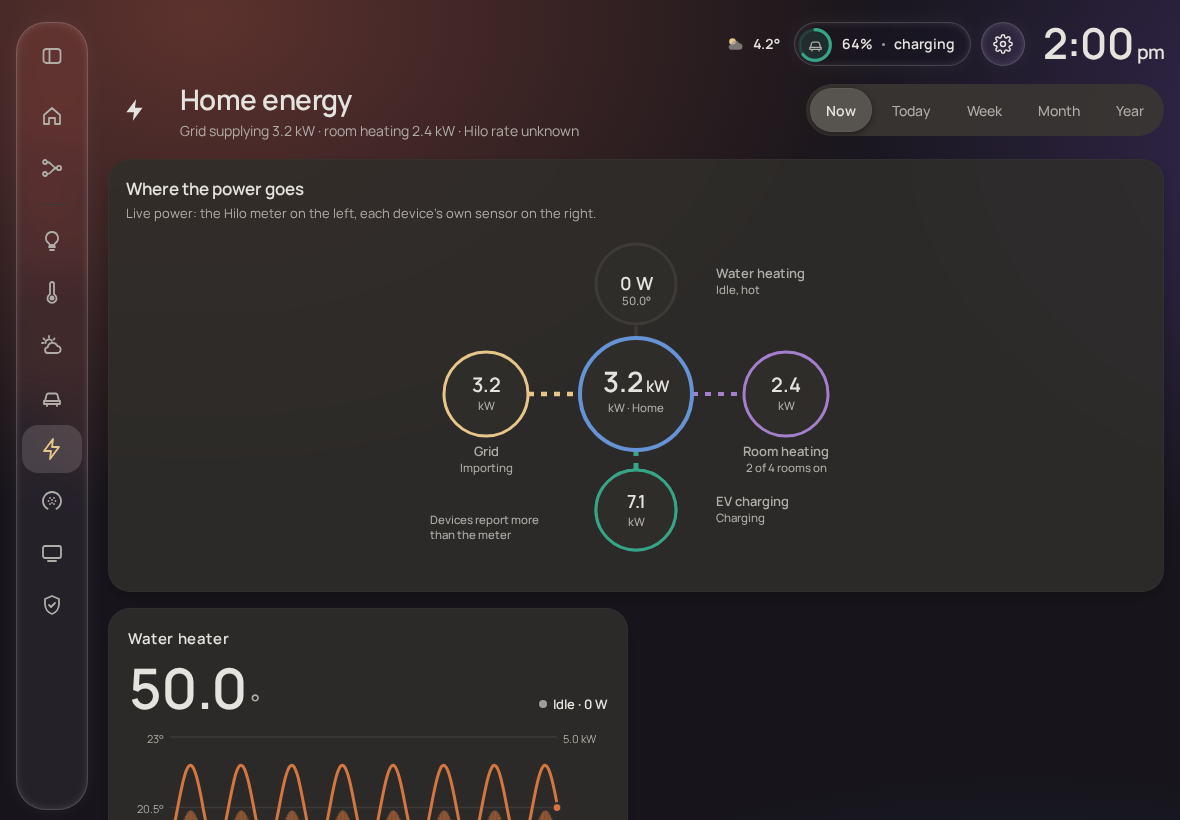 4.2°
64% • charging
2:00 pm
Home energy
Grid supplying 3.2 kW · room heating 2.4 kW · Hilo rate unknown
Now
Today
Week
Month
Year
Where the power goes
Live power: the Hilo meter on the left, each device's own sensor on the right.
0 W
50.0°
Water heating
Idle, hot
3.2
kW
3.2 kW
kW · Home
2.4
kW
Grid
Importing
Room heating
2 of 4 rooms on
7.1
kW
EV charging
Charging
Devices report more
than the meter
Water heater
50.0°
Idle · 0 W
23°
5.0 kW
20.5°